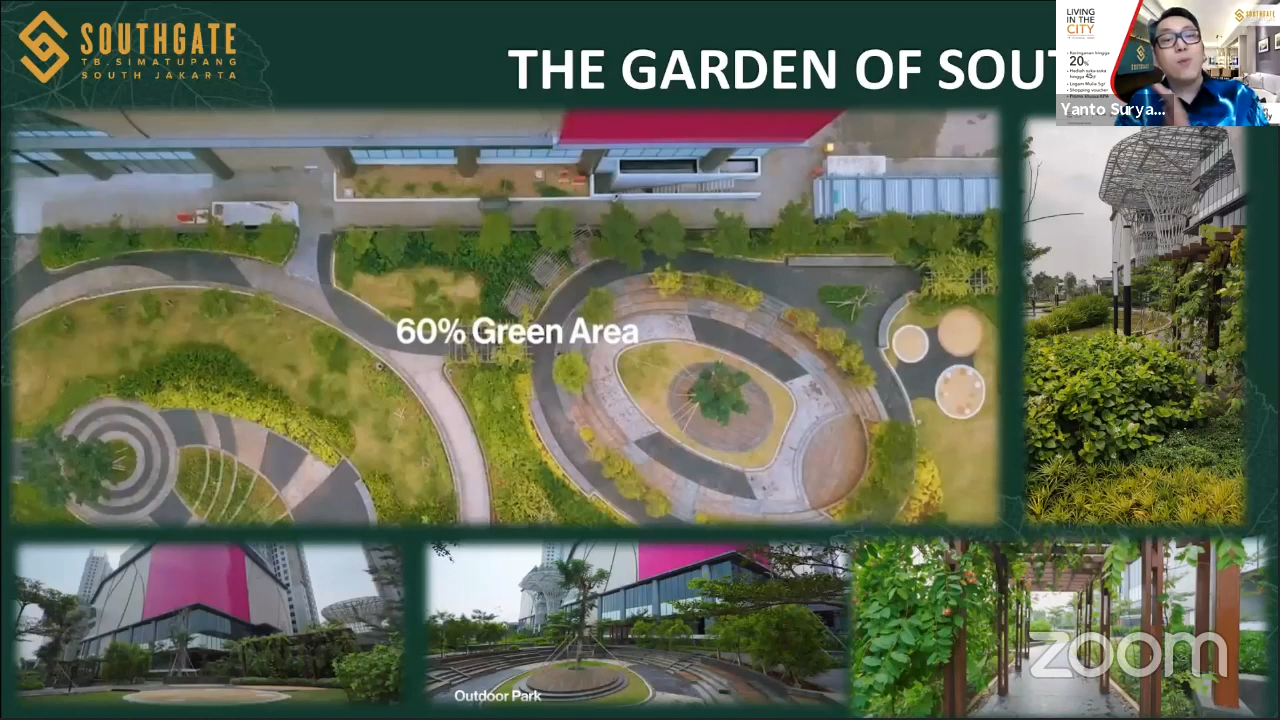 SOUTHGATE
TB.SIMATUPANG
SOUTH JAKARTA
THE GARDEN OF SOUT
LIVING
IN THE
CITY
20%
Yanto Surya...
60% Green Area
Outdoor Park
zoom